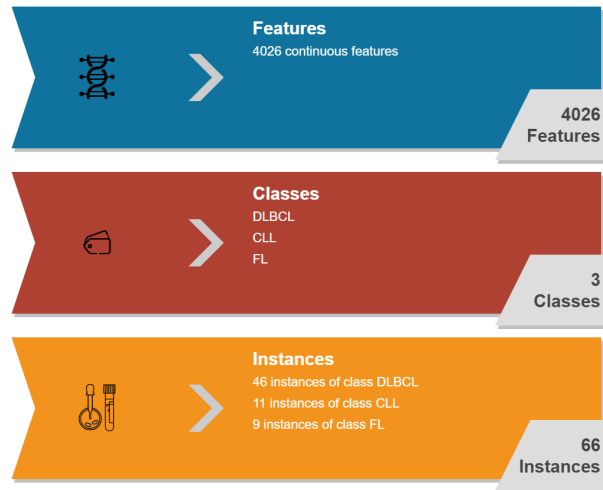 Features
4026 continuous features
4026
Features
Classes
DLBCL
CLL
FL
3
Classes
Instances
46 instances of class DLBCL
11 instances of class CLL
9 instances of class FL
66
Instances